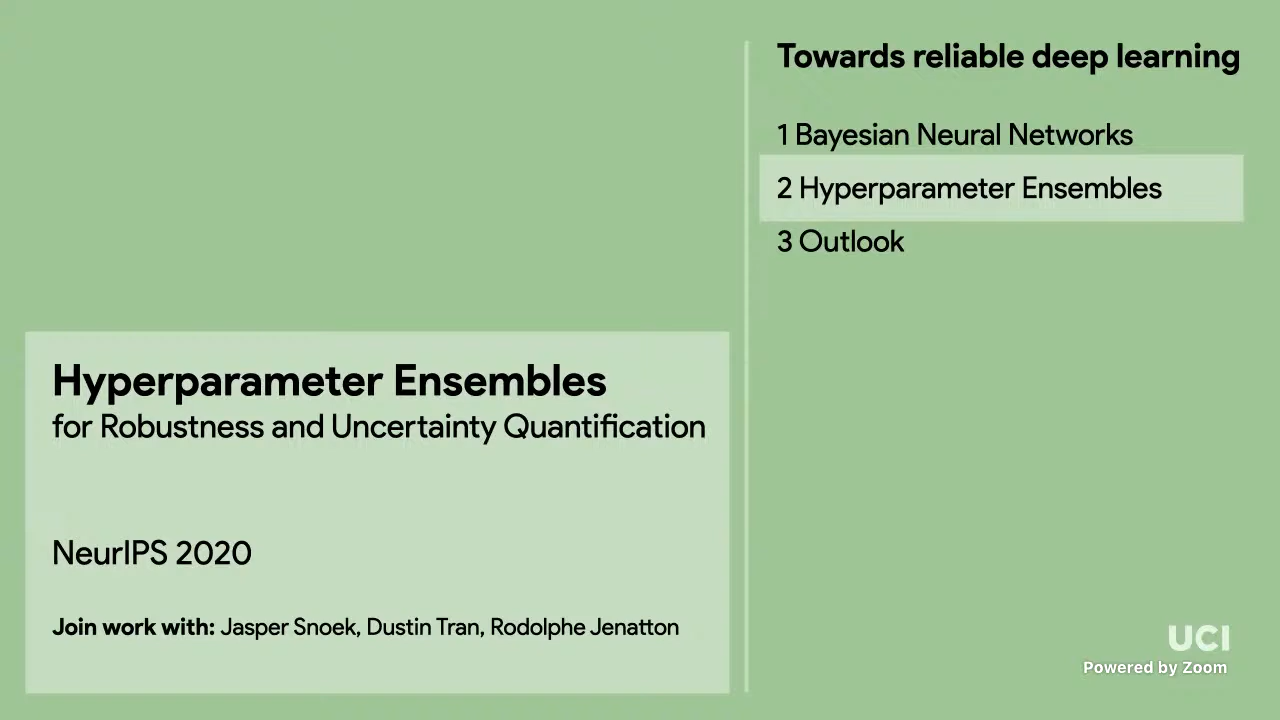 Towards reliable deep learning
1 Bayesian Neural Networks
2 Hyperparameter Ensembles
3 Outlook
Hyperparameter Ensembles
for Robustness and Uncertainty Quantification
NeurIPS 2020
Join work with: Jasper Snoek, Dustin Tran, Rodolphe Jenatton
UCI
Powered by Zoom